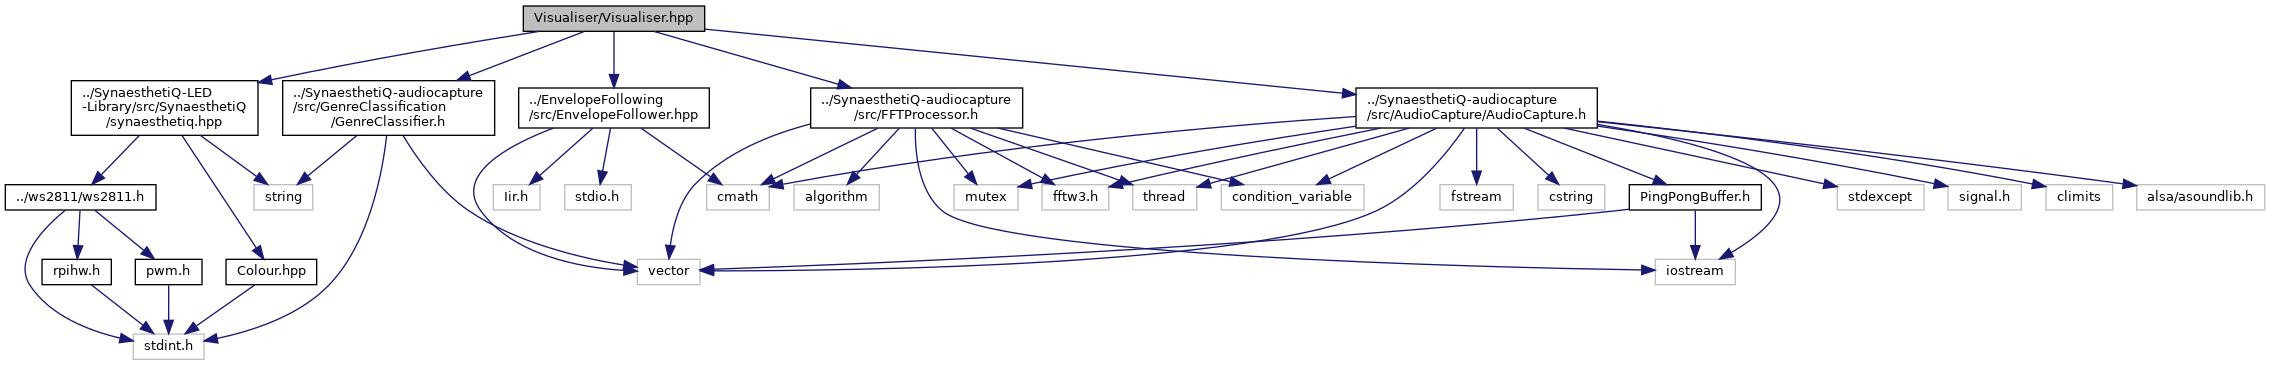 Visualiser/Visualiser.hpp
../SynaesthetiQ-LED
-Library/src/SynaesthetiQ
/synaesthetiq.hpp
../SynaesthetiQ-audiocapture
/src/GenreClassification
/GenreClassifier.h
../EnvelopeFollowing
/src/EnvelopeFollower.hpp
../SynaesthetiQ-audiocapture
/src/FFTProcessor.h
../SynaesthetiQ-audiocapture
/src/AudioCapture/AudioCapture.h
../ws2811/ws2811.h
string
Iir.h
stdio.h
cmath
algorithm
mutex
fftw3.h
thread
condition_variable
fstream
cstring
PingPongBuffer.h
stdexcept
signal.h
climits
alsa/asoundlib.h
rpihw.h
pwm.h
Colour.hpp
vector
iostream
stdint.h